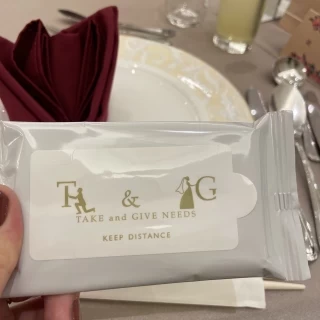 T & G
TAKE and GIVE NEEDS
KEEP DISTANCE